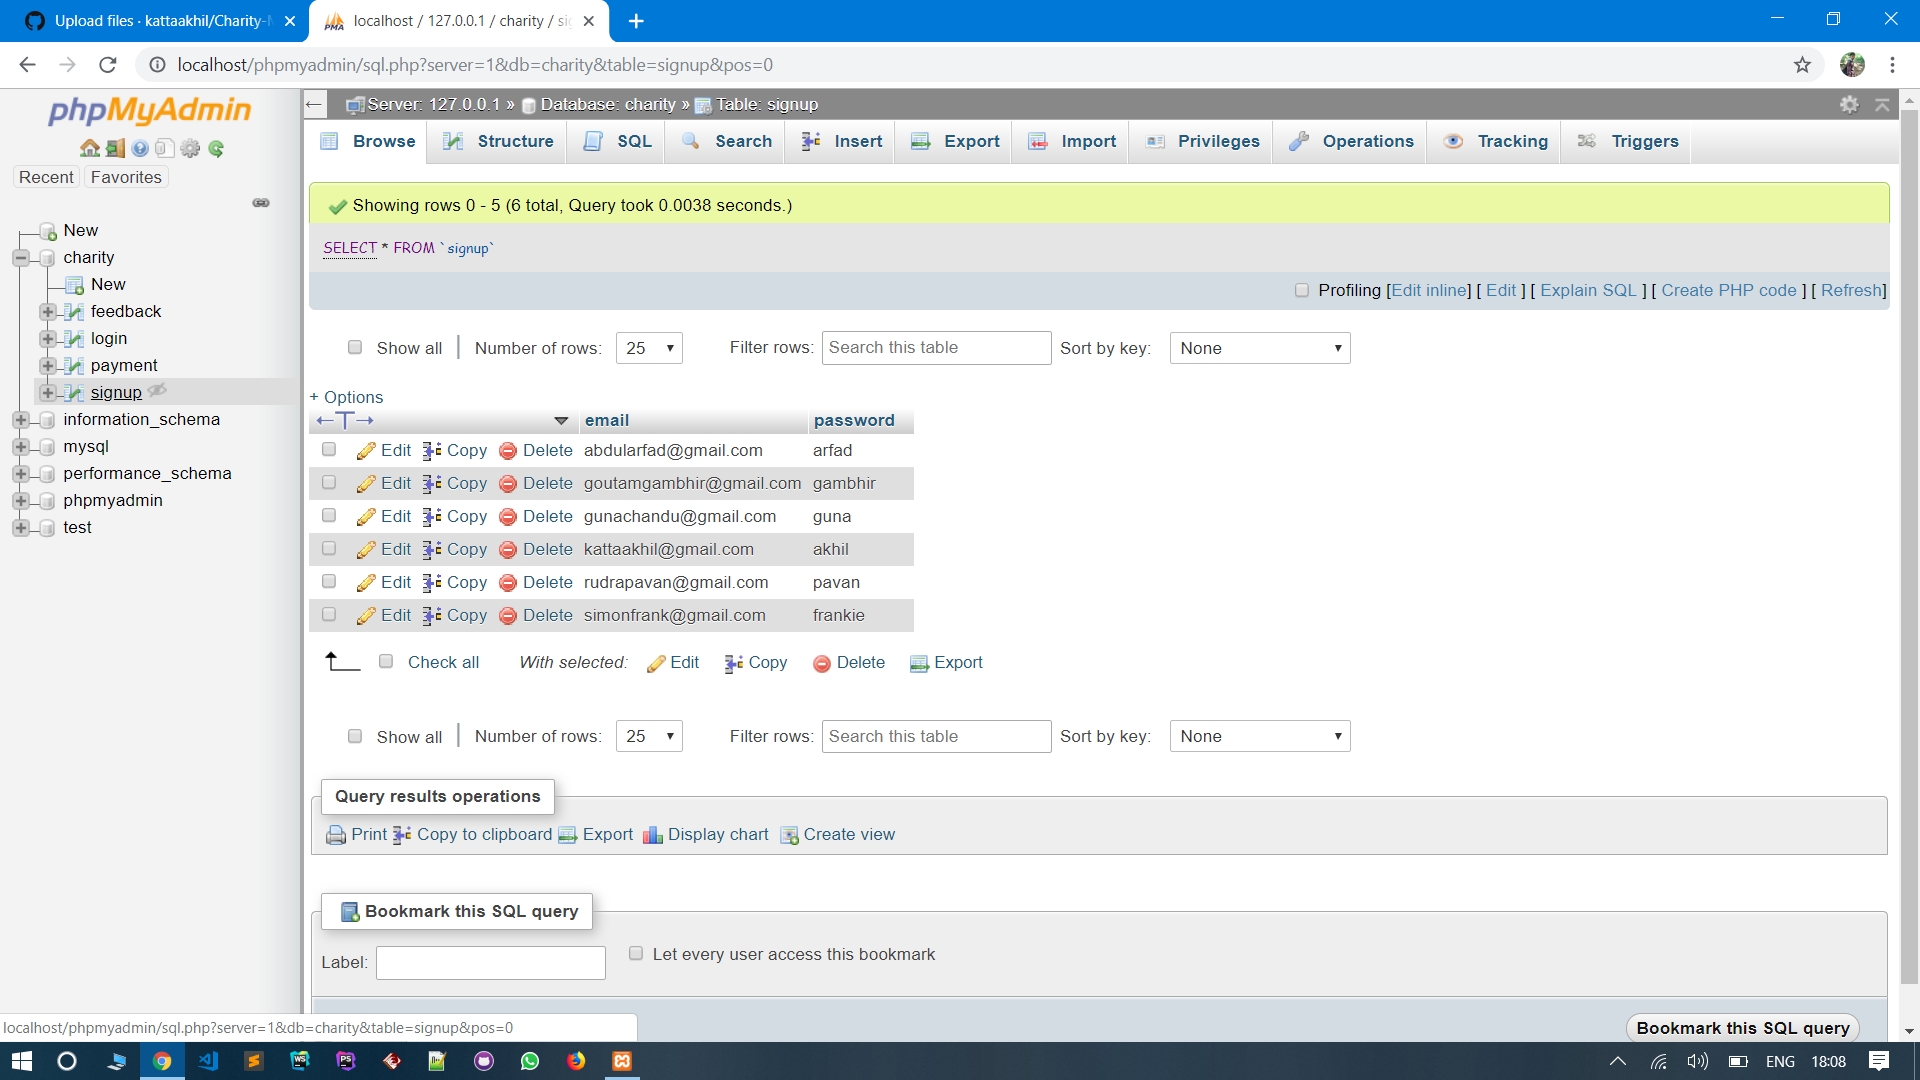 Upload files · kattaakhil/Charity-
localhost / 127.0.0.1 / charity / si
localhost/phpmyadmin/sql.php?server=1&db=charity&table=signup&pos=0
phpMyAdmin
Recent Favorites
New
charity
New
feedback
login
payment
signup
information_schema
mysql
performance_schema
phpmyadmin
test
Server: 127.0.0.1 » Database: charity » Table: signup
Browse Structure SQL Search Insert Export Import Privileges Operations Tracking Triggers
Showing rows 0 - 5 (6 total, Query took 0.0038 seconds.)
SELECT * FROM `signup`
Profiling [Edit inline] [ Edit ] [ Explain SQL ] [ Create PHP code ] [ Refresh]
Show all Number of rows: 25 Filter rows: Search this table Sort by key: None
+ Options
←T→ email password
Edit Copy Delete abdularfad@gmail.com arfad
Edit Copy Delete goutamgambhir@gmail.com gambhir
Edit Copy Delete gunachandu@gmail.com guna
Edit Copy Delete kattaakhil@gmail.com akhil
Edit Copy Delete rudrapavan@gmail.com pavan
Edit Copy Delete simonfrank@gmail.com frankie
Check all With selected: Edit Copy Delete Export
Show all Number of rows: 25 Filter rows: Search this table Sort by key: None
Query results operations
Print Copy to clipboard Export Display chart Create view
Bookmark this SQL query
Label: Let every user access this bookmark
Bookmark this SQL query
localhost/phpmyadmin/sql.php?server=1&db=charity&table=signup&pos=0
ENG 18:08